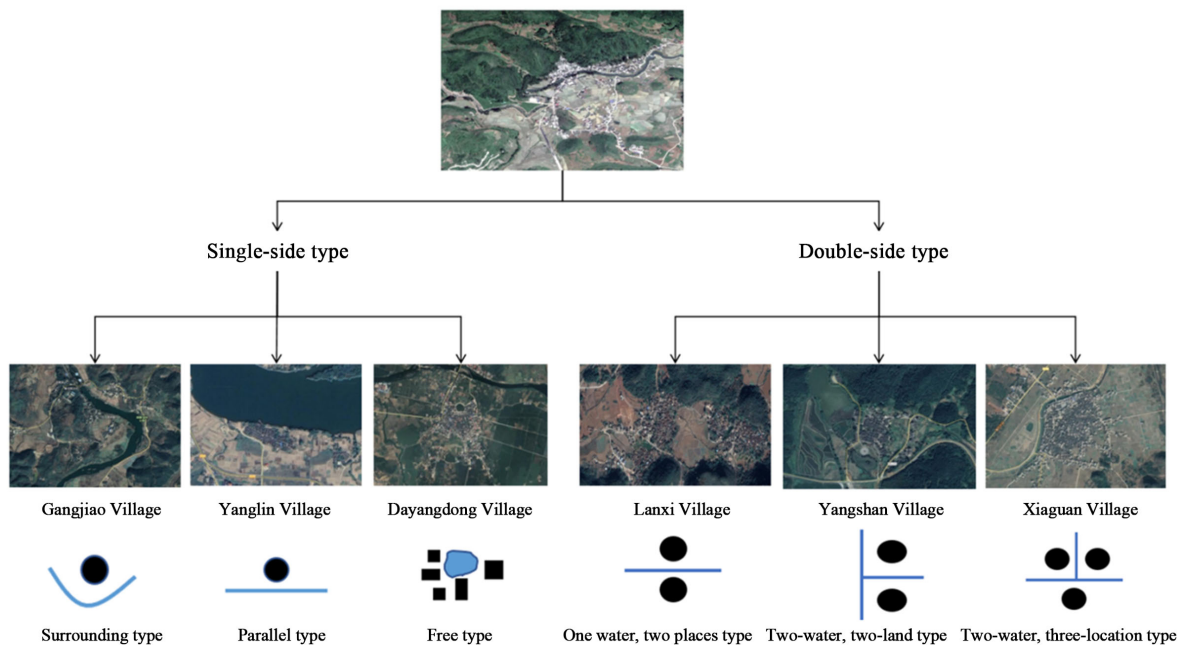 Single-side type
Double-side type
Gangjiao Village
Yanglin Village
Dayangdong Village
Lanxi Village
Yangshan Village
Xiaguan Village
Surrounding type
Parallel type
Free type
One water, two places type
Two-water, two-land type
Two-water, three-location type